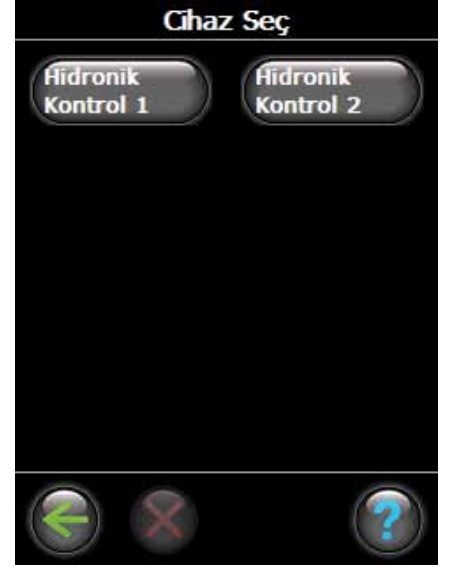 Cihaz Seç
Hidronik
Kontrol 1
Hidronik
Kontrol 2
?